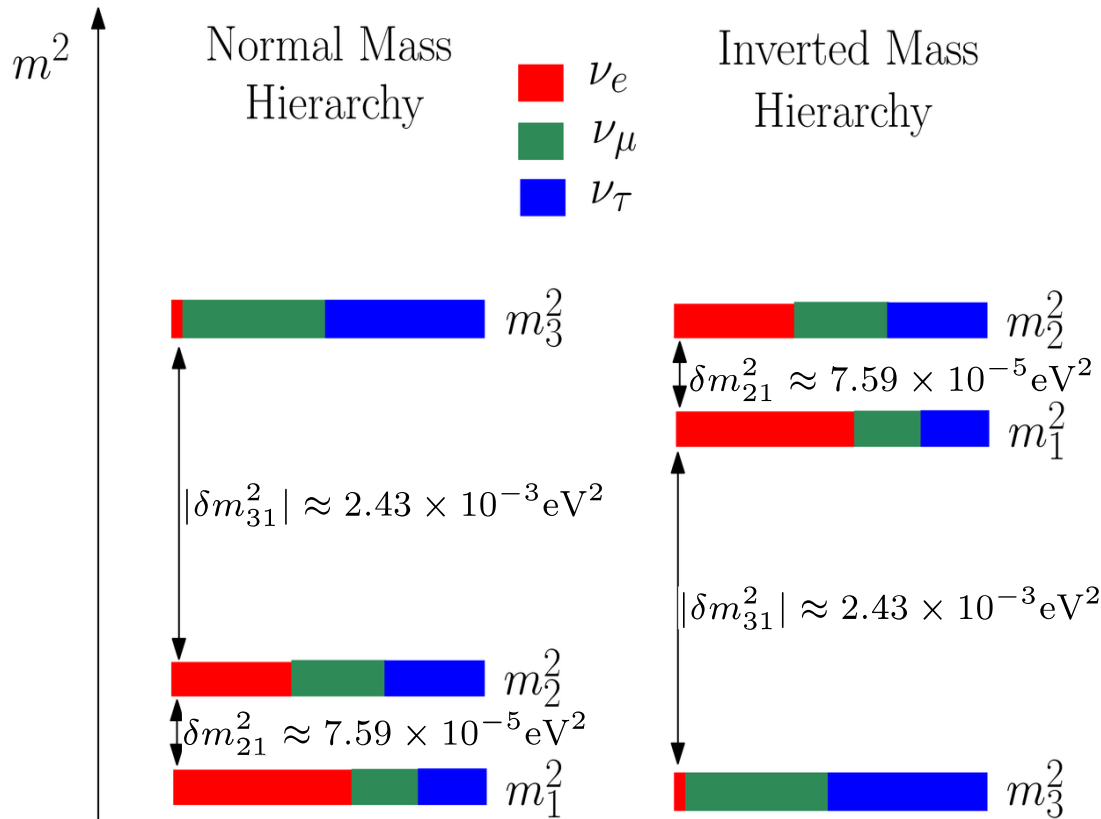 m²
Normal Mass
Hierarchy
ν_e
ν_μ
ν_τ
Inverted Mass
Hierarchy
m₃²
|δm₃₁²| ≈ 2.43 × 10⁻³eV²
m₂²
δm₂₁² ≈ 7.59 × 10⁻⁵eV²
m₁²
m₂²
δm₂₁² ≈ 7.59 × 10⁻⁵eV²
m₁²
|δm₃₁²| ≈ 2.43 × 10⁻³eV²
m₃²